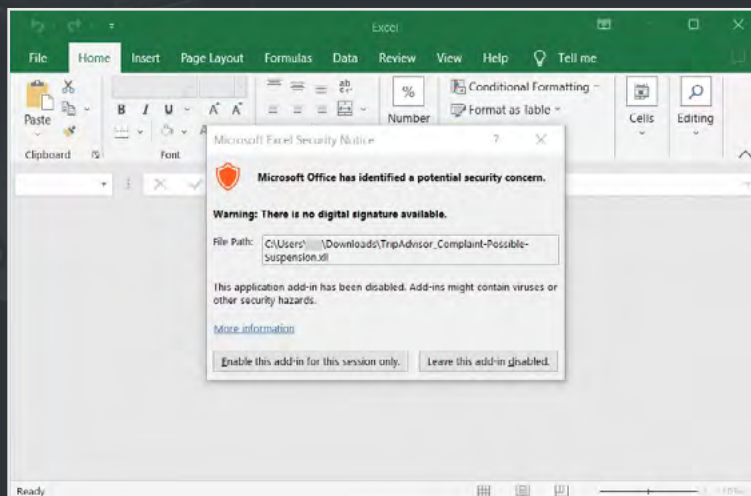 Excel
File Home Insert Page Layout Formulas Data Review View Help Tell me
Paste
B I U A A
ab
%
Number
Conditional Formatting
Format as Table
Cells
Editing
Clipboard
Font
Microsoft Excel Security Notice ? ×
Microsoft Office has identified a potential security concern.
Warning: There is no digital signature available.
File Path: C:\Users\ \Downloads\TripAdvisor_Complaint-Possible-
Suspension.xll
This application add-in has been disabled. Add-ins might contain viruses or
other security hazards.
More information
Enable this add-in for this session only. Leave this add-in disabled.
Ready